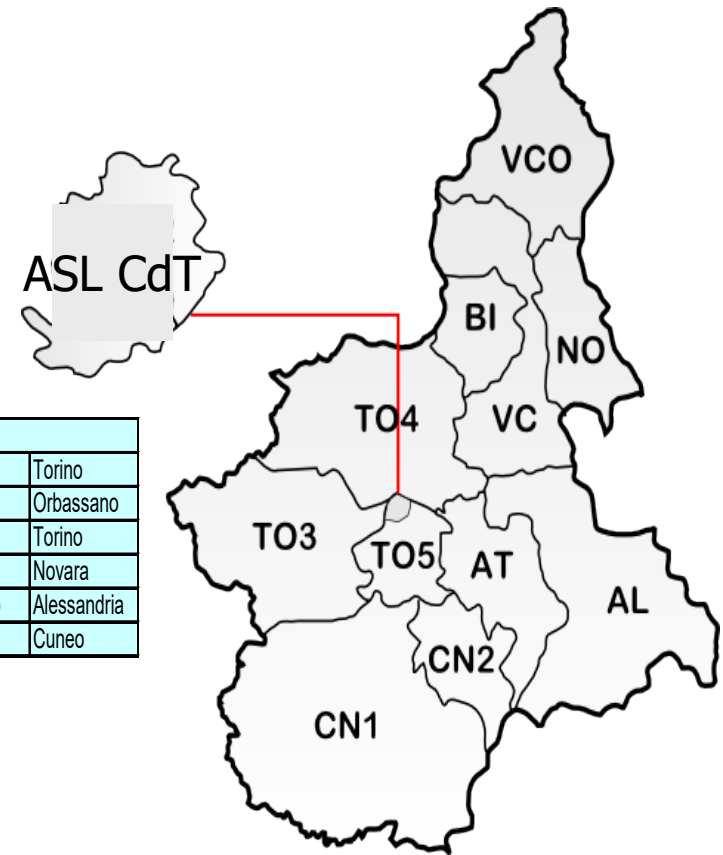 VCO
ASL CdT
BI
NO
TO4
VC
Torino
Orbassano
Torino
Novara
Alessandria
Cuneo
TO3
TO5
AT
AL
CN2
CN1